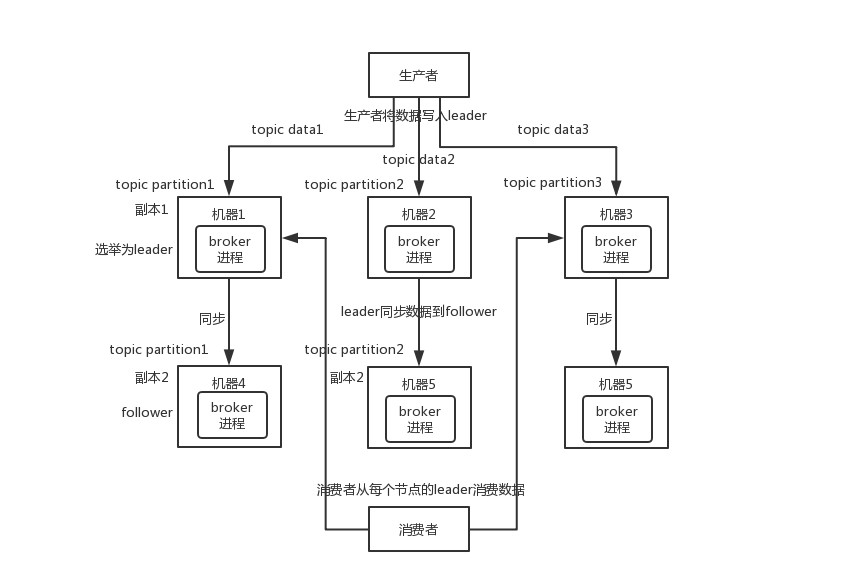 生产者
生产者将数据写入leader
topic data1
topic data3
topic data2
topic partition1
topic partition2
topic partition3
副本1
机器1
机器2
机器3
选举为leader
broker
进程
broker
进程
broker
进程
同步
leader同步数据到follower
同步
topic partition1
topic partition2
副本2
机器4
副本2
机器5
机器5
follower
broker
进程
broker
进程
broker
进程
消费者从每个节点的leader消费数据
消费者